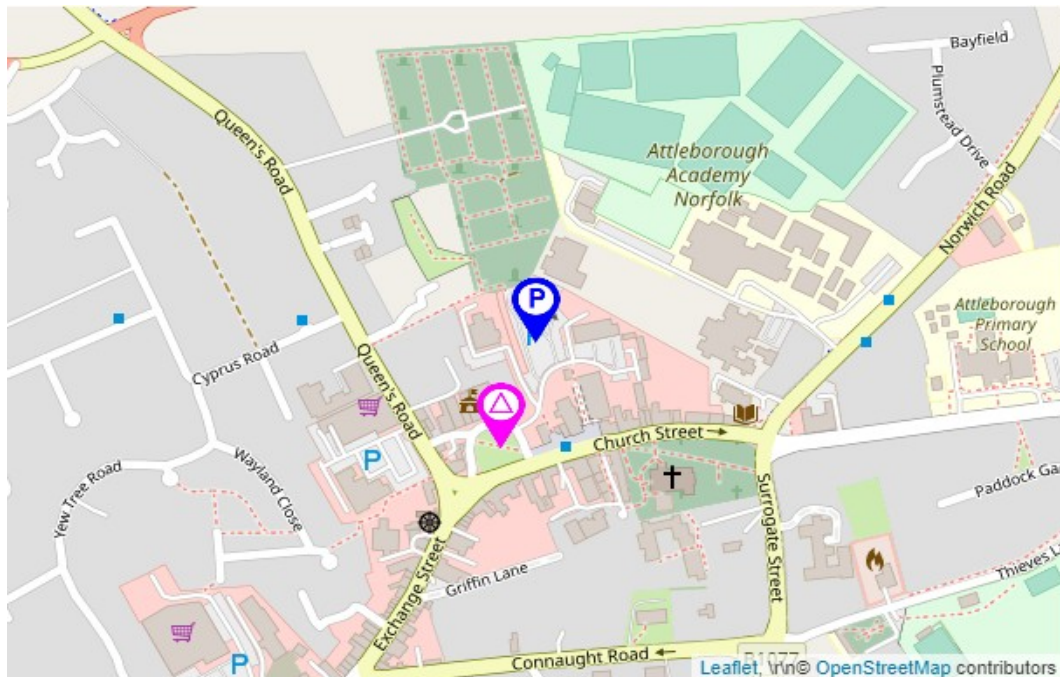 Bayfield
Plumstead Drive
Queen's Road
Attleborough
Academy
Norfolk
Norwich Road
P
P
Attleborough
Primary
School
Cyprus Road
Queen's Road
Church Street →
P
Yew Tree Road
Wayland Close
Surrogate Street
Paddock Ga
Exchange Street
Griffin Lane
Thieves L
P
Connaught Road ←
B1077
Leaflet, \r\n© OpenStreetMap contributors